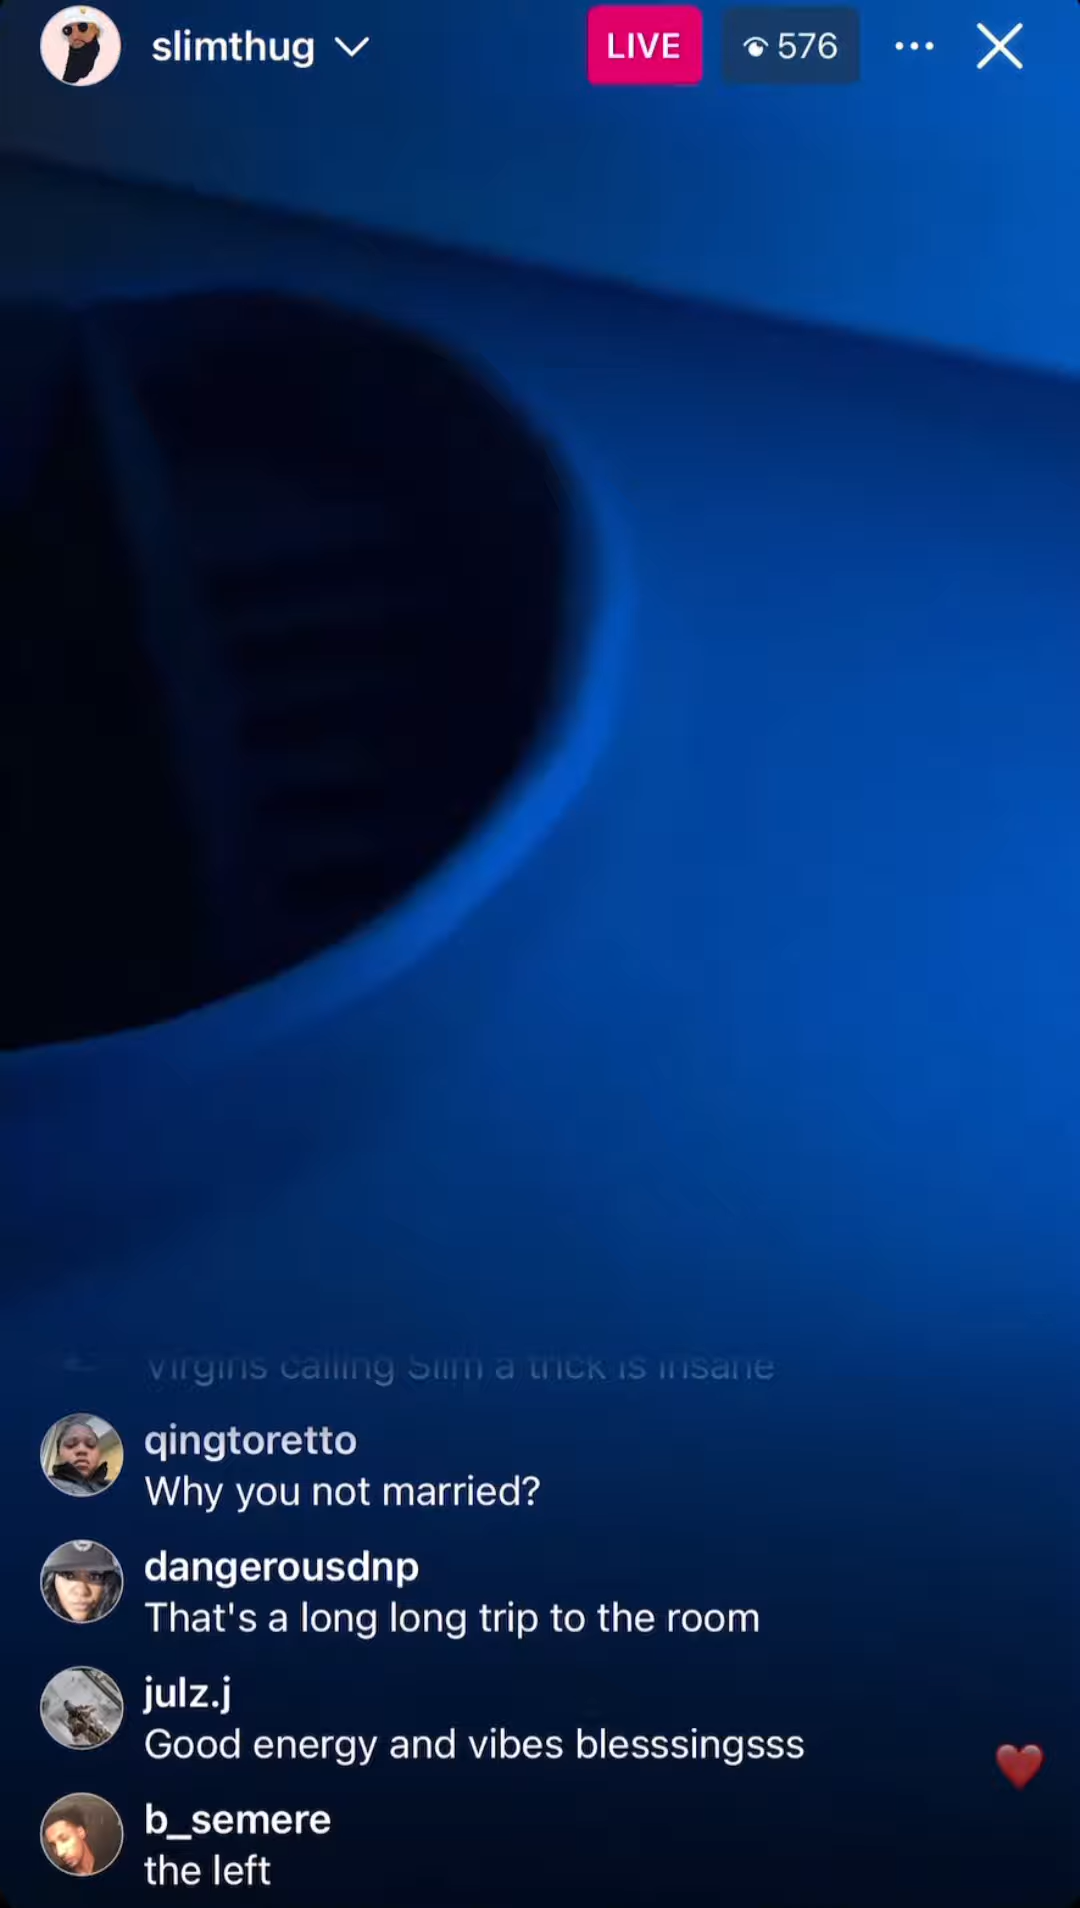 slimthug
LIVE
576
Virgins calling Slim a trick is insane
qingtoretto
Why you not married?
dangerousdnp
That's a long long trip to the room
julz.j
Good energy and vibes blesssingsss
b_semere
the left